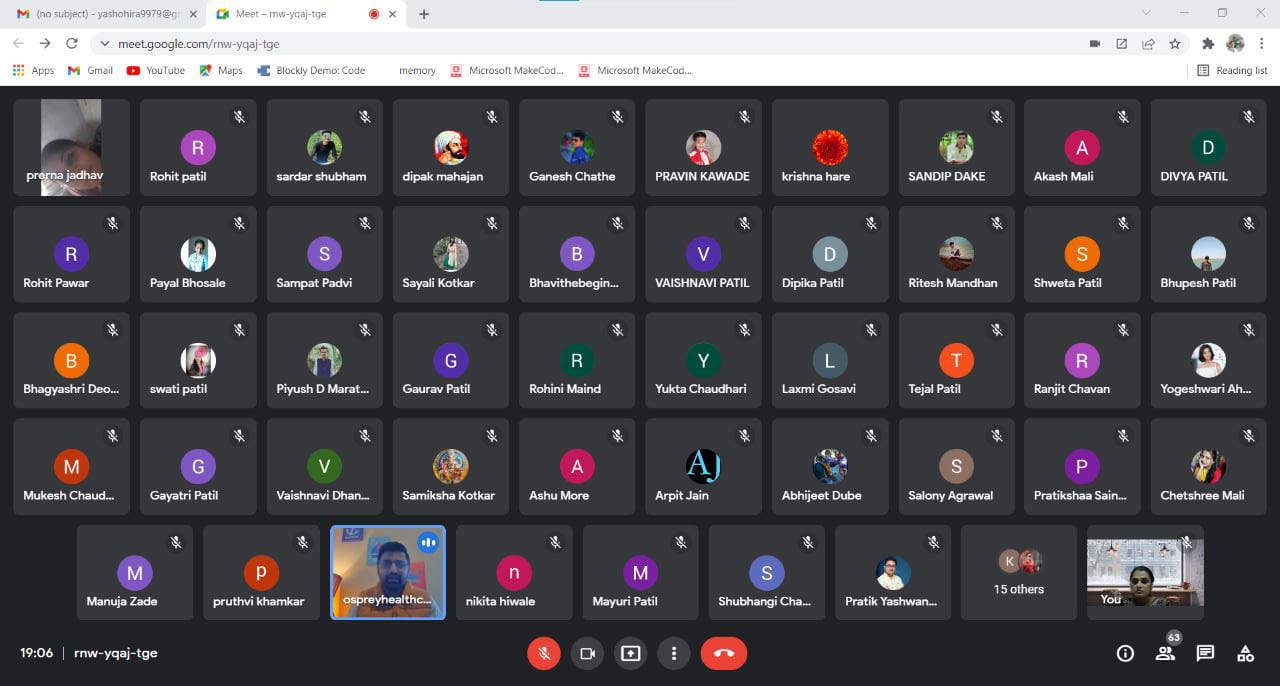 (no subject) - yashohira9979@gm
Meet – rnw-yqaj-tge
meet.google.com/rnw-yqaj-tge
Apps Gmail YouTube Maps Blockly Demo: Code memory Microsoft MakeCod... Microsoft MakeCod... Reading list
prerna jadhav
R
Rohit patil
sardar shubham
dipak mahajan
Ganesh Chathe
PRAVIN KAWADE
krishna hare
SANDIP DAKE
A
Akash Mali
D
DIVYA PATIL
R
Rohit Pawar
Payal Bhosale
S
Sampat Padvi
Sayali Kotkar
B
Bhavithebegin...
V
VAISHNAVI PATIL
D
Dipika Patil
Ritesh Mandhan
S
Shweta Patil
Bhupesh Patil
B
Bhagyashri Deo...
swati patil
Piyush D Marat...
G
Gaurav Patil
R
Rohini Maind
Y
Yukta Chaudhari
L
Laxmi Gosavi
T
Tejal Patil
R
Ranjit Chavan
Yogeshwari Ah...
M
Mukesh Chaud...
G
Gayatri Patil
V
Vaishnavi Dhan...
Samiksha Kotkar
A
Ashu More
AJ
Arpit Jain
Abhijeet Dube
S
Salony Agrawal
P
Pratikshaa Sain...
Chetshree Mali
M
Manuja Zade
p
pruthvi khamkar
ospreyhealthc...
n
nikita hiwale
M
Mayuri Patil
S
Shubhangi Cha...
Pratik Yashwan...
K
15 others
You
19:06 | rnw-yqaj-tge
63